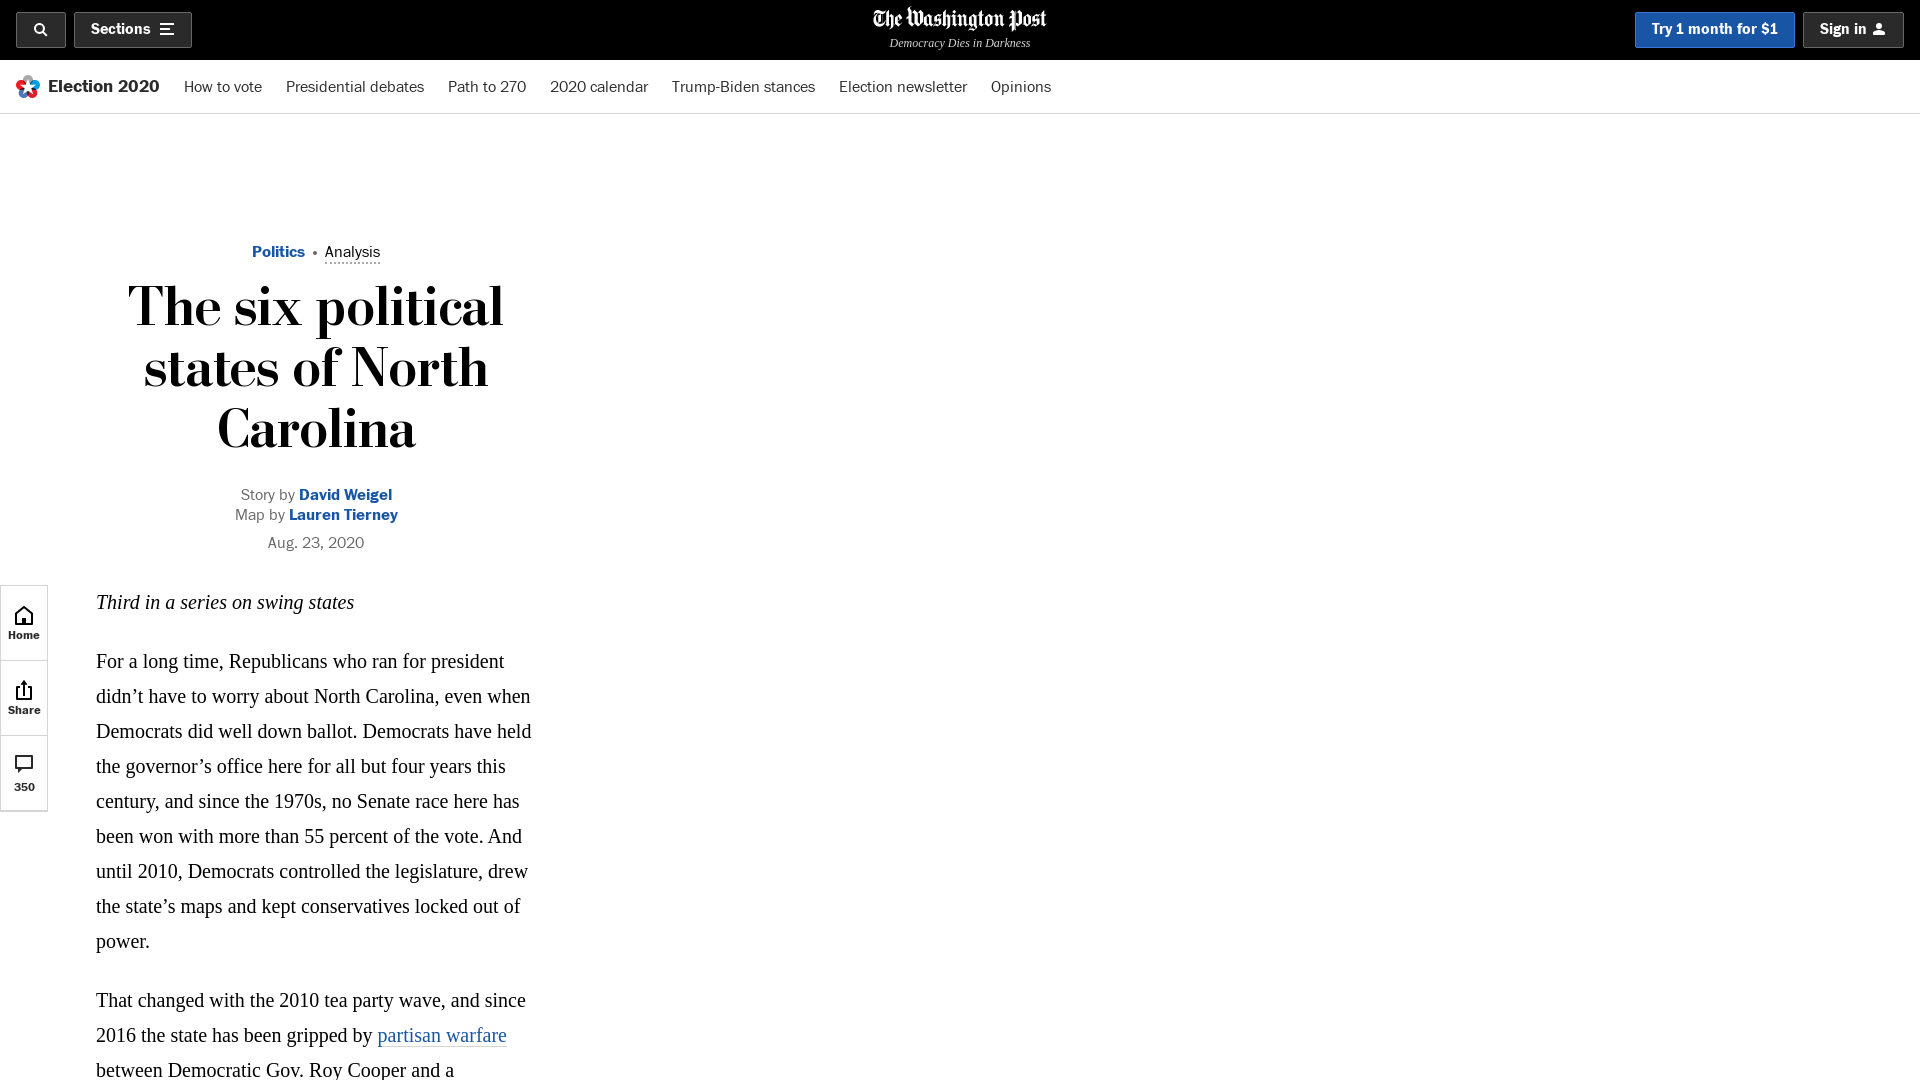 Sections
The Washington Post
Democracy Dies in Darkness
Try 1 month for $1
Sign in
Election 2020
How to vote
Presidential debates
Path to 270
2020 calendar
Trump-Biden stances
Election newsletter
Opinions
Politics • Analysis
The six political
states of North
Carolina
Story by David Weigel
Map by Lauren Tierney
Aug. 23, 2020
Home
Share
350
Third in a series on swing states
For a long time, Republicans who ran for president
didn’t have to worry about North Carolina, even when
Democrats did well down ballot. Democrats have held
the governor’s office here for all but four years this
century, and since the 1970s, no Senate race here has
been won with more than 55 percent of the vote. And
until 2010, Democrats controlled the legislature, drew
the state’s maps and kept conservatives locked out of
power.
That changed with the 2010 tea party wave, and since
2016 the state has been gripped by partisan warfare
between Democratic Gov. Roy Cooper and a